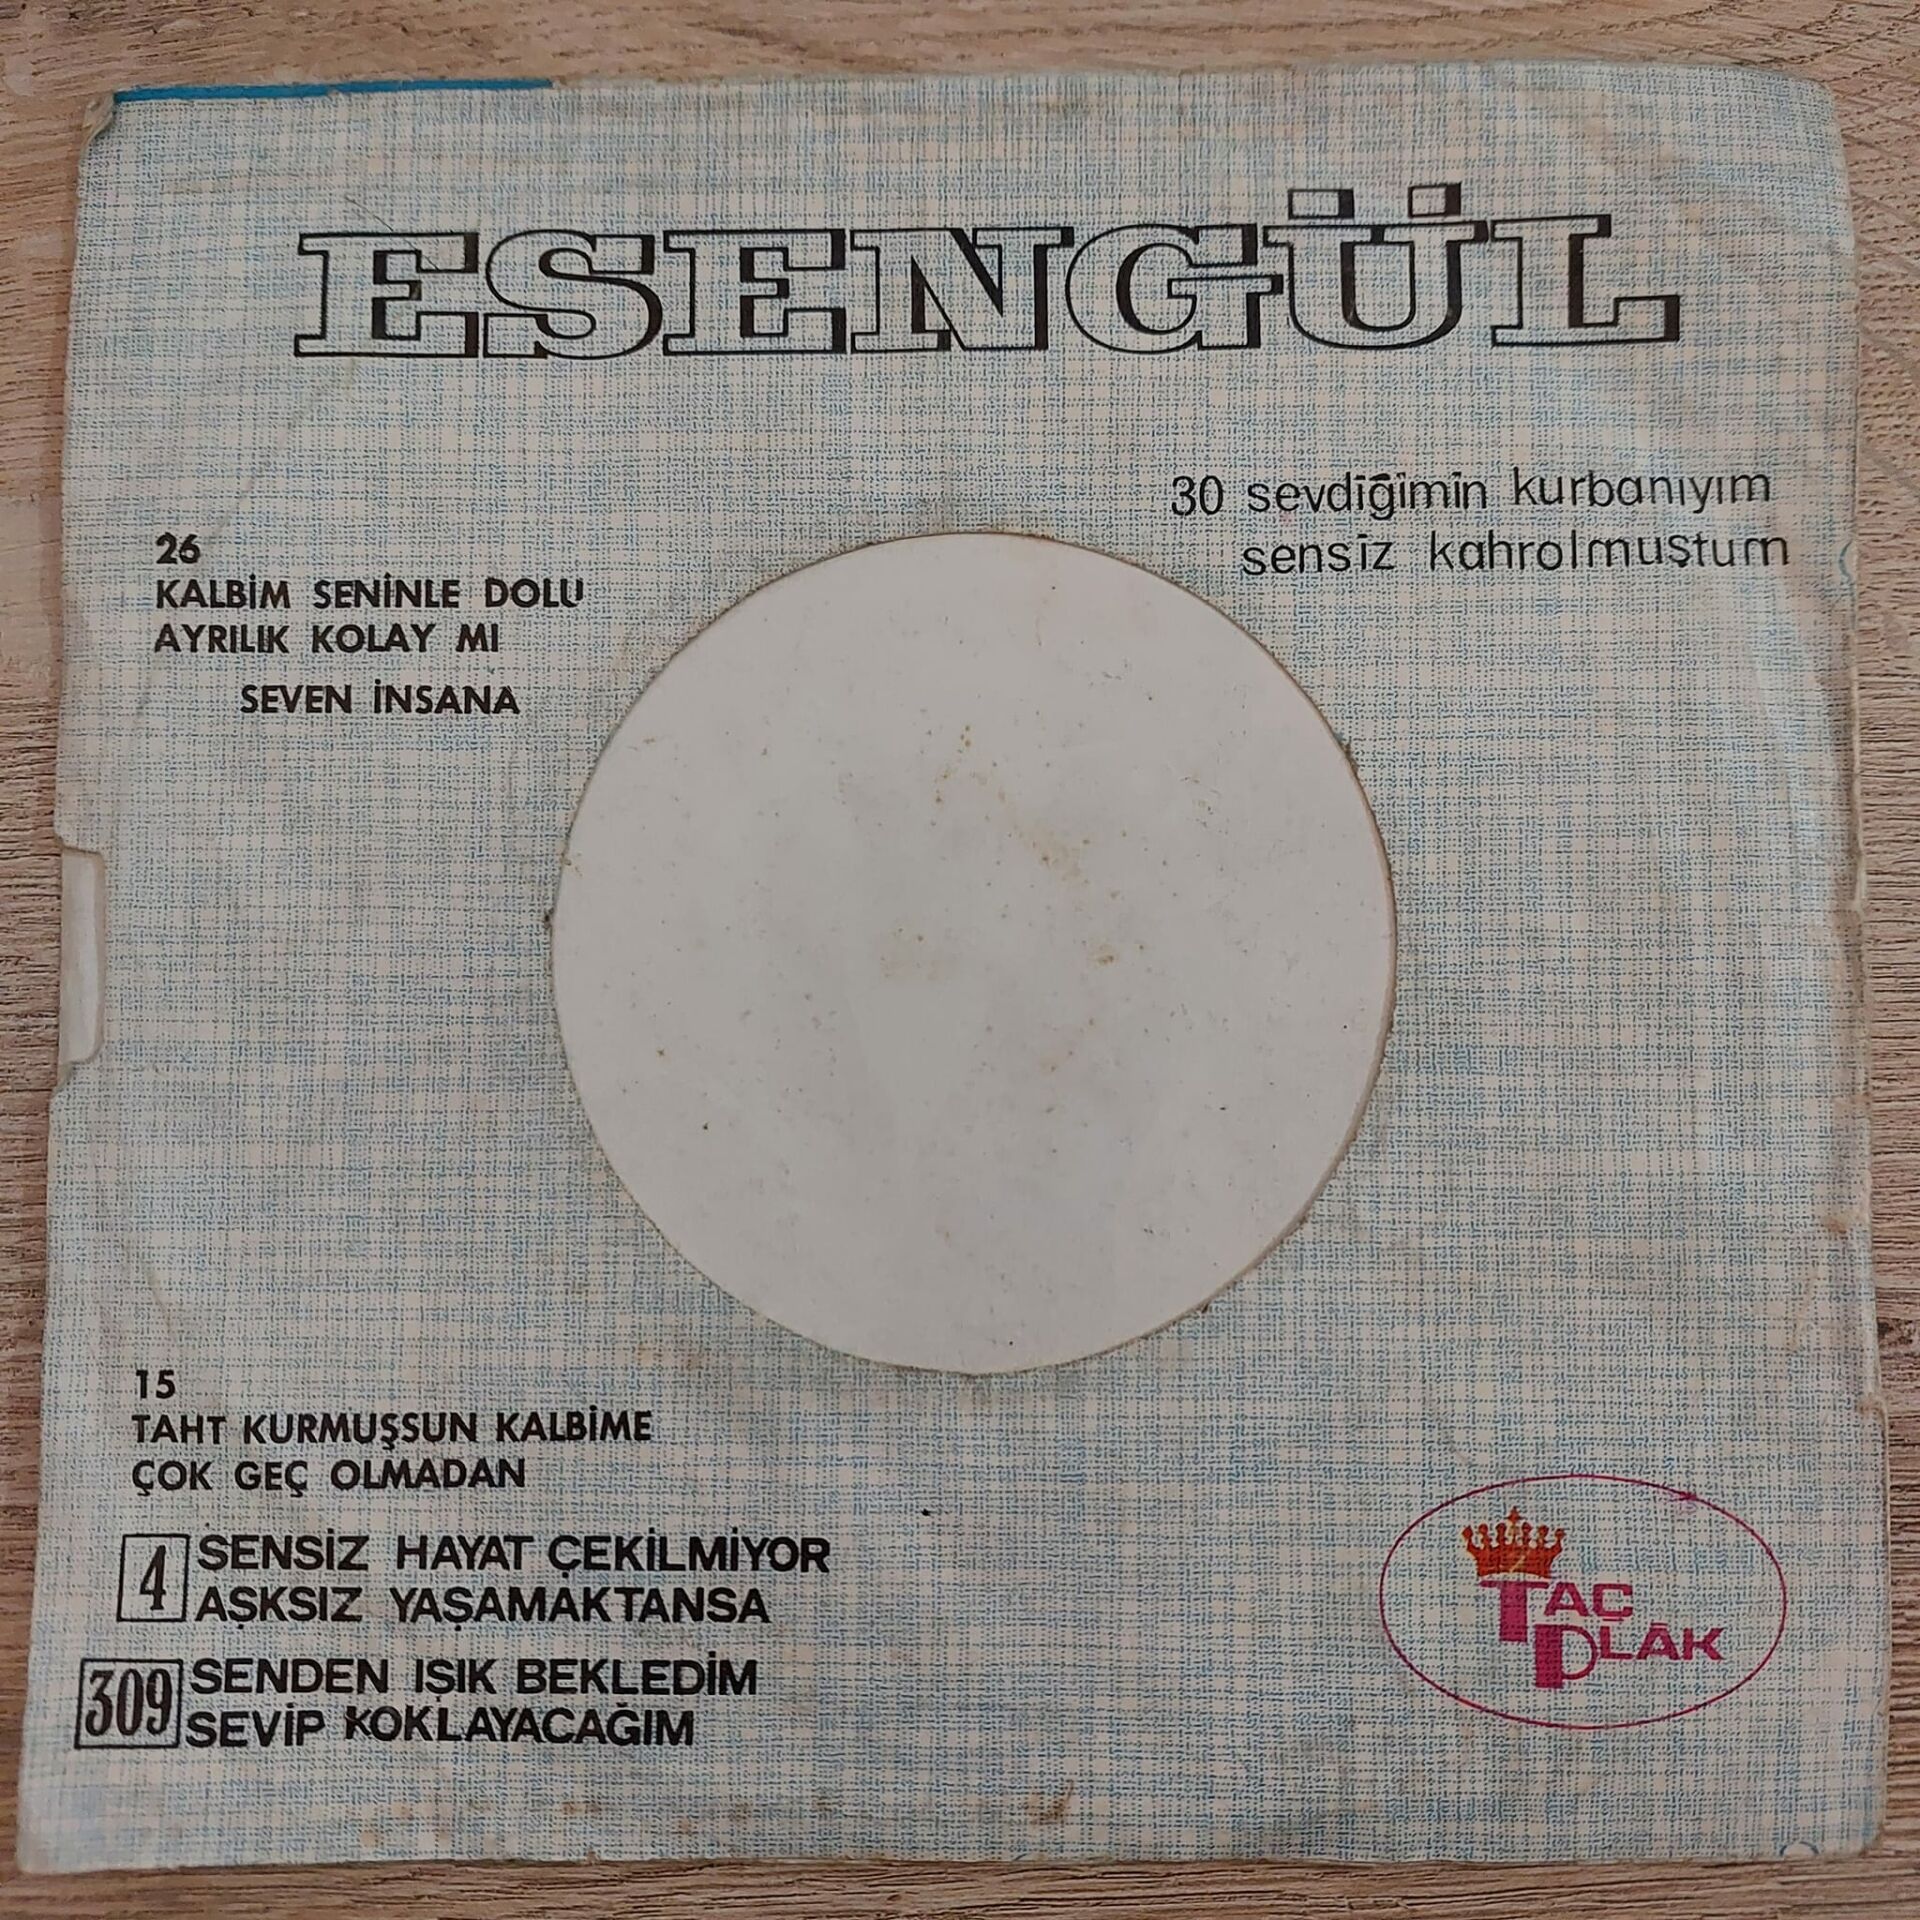 ESENGÜL
30 sevdiğimin kurbanıyım
sensiz kahrolmuştum
26
KALBİM SENİNLE DOLU
AYRILIK KOLAY MI
SEVEN İNSANA
15
TAHT KURMUŞSUN KALBİME
ÇOK GEÇ OLMADAN
4 SENSİZ HAYAT ÇEKİLMİYOR
AŞKSIZ YAŞAMAKTANSA
309 SENDEN IŞIK BEKLEDİM
SEVİP KOKLAYACAĞIM
TAÇ
PLÂK